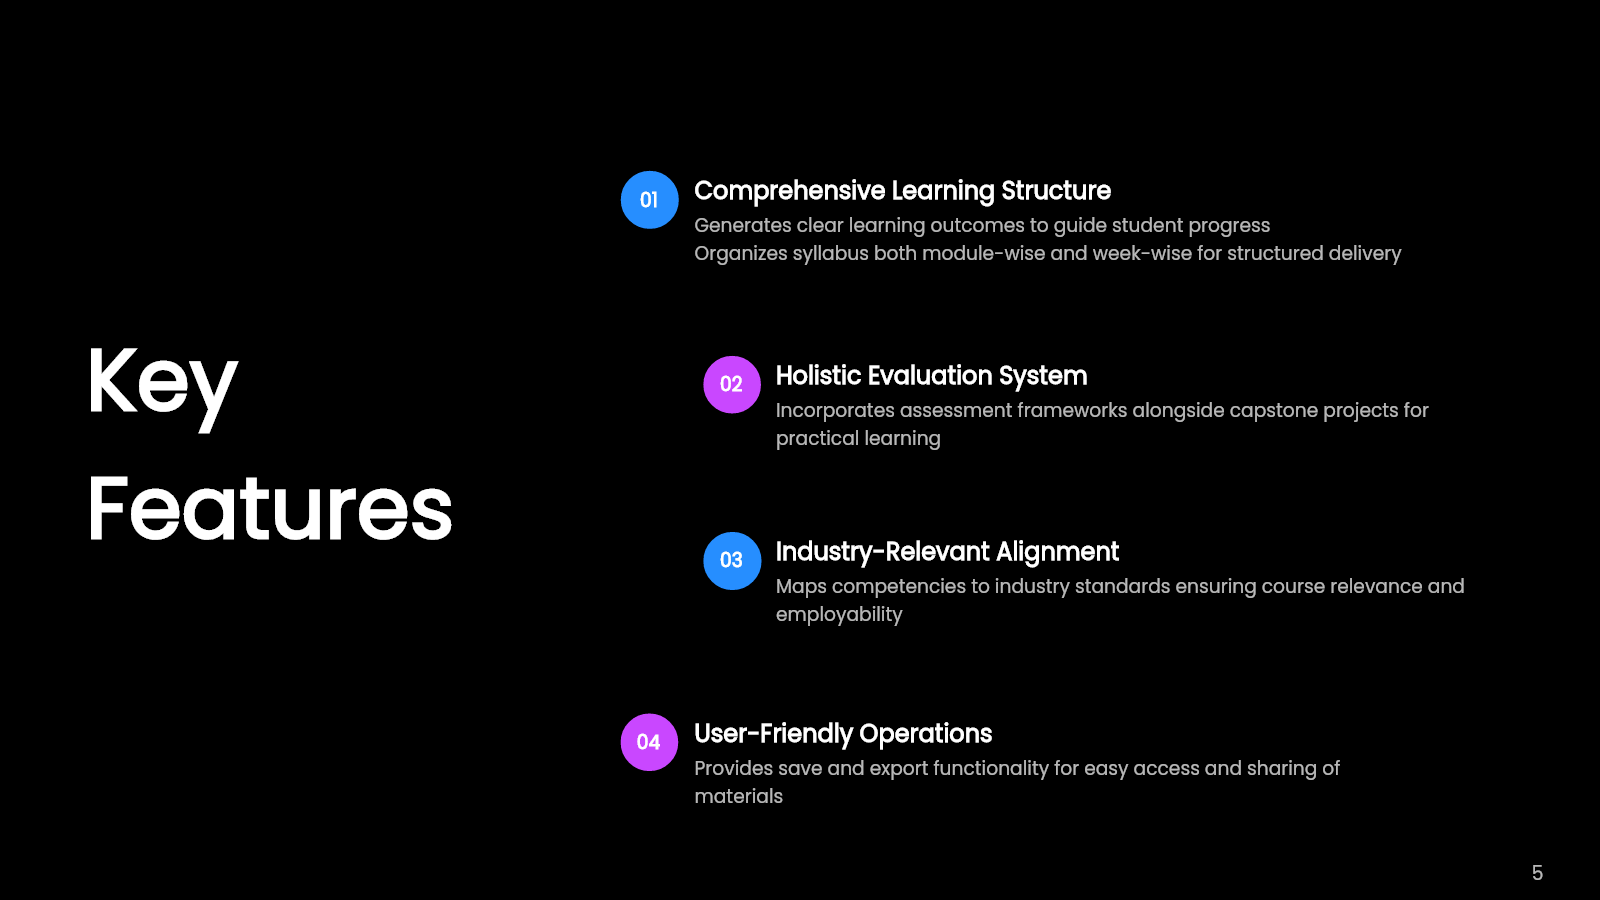 Key
Features
01
Comprehensive Learning Structure
Generates clear learning outcomes to guide student progress
Organizes syllabus both module-wise and week-wise for structured delivery
02
Holistic Evaluation System
Incorporates assessment frameworks alongside capstone projects for
practical learning
03
Industry-Relevant Alignment
Maps competencies to industry standards ensuring course relevance and
employability
04
User-Friendly Operations
Provides save and export functionality for easy access and sharing of
materials
5